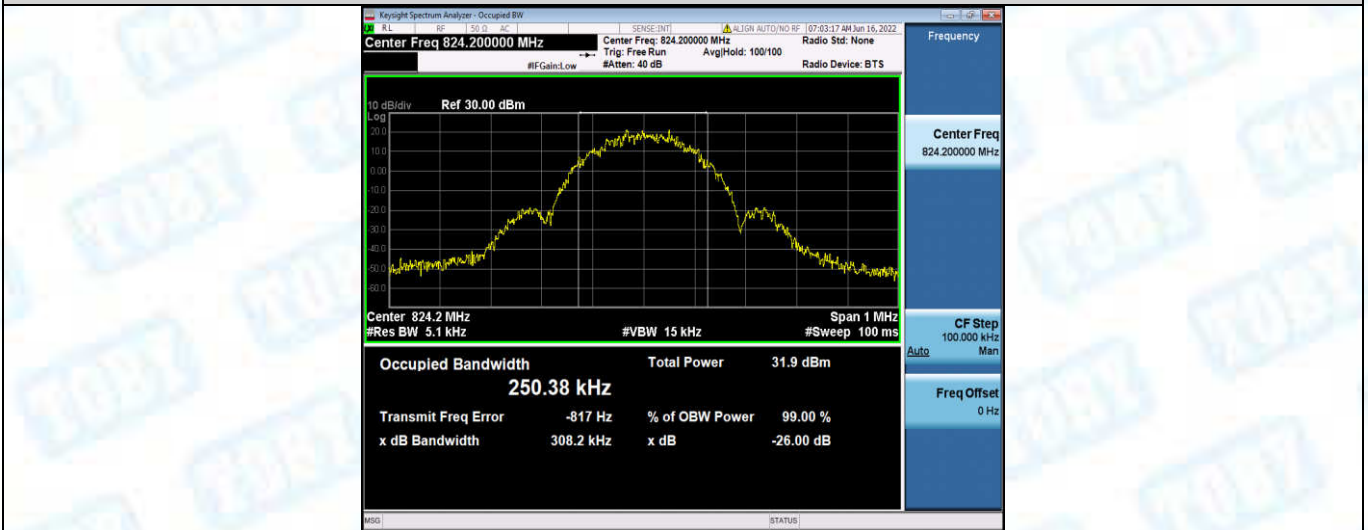 Keysight Spectrum Analyzer - Occupied BW
RL RF 50 Ω AC SENSE:INT ALIGN AUTO/NO RF 07:03:17 AM Jun 16, 2022
Center Freq 824.200000 MHz
Center Freq: 824.200000 MHz Radio Std: None
Trig: Free Run Avg|Hold: 100/100
#IFGain:Low #Atten: 40 dB Radio Device: BTS
Frequency
10 dB/div Ref 30.00 dBm
Log
20.0
10.0
0.00
-10.0
-20.0
-30.0
-40.0
-50.0
-60.0
Center Freq
824.200000 MHz
Center 824.2 MHz Span 1 MHz
#Res BW 5.1 kHz #VBW 15 kHz #Sweep 100 ms
CF Step
100.000 kHz
Auto Man
Occupied Bandwidth Total Power 31.9 dBm
250.38 kHz
Freq Offset
0 Hz
Transmit Freq Error -817 Hz % of OBW Power 99.00 %
x dB Bandwidth 308.2 kHz x dB -26.00 dB
MSG STATUS